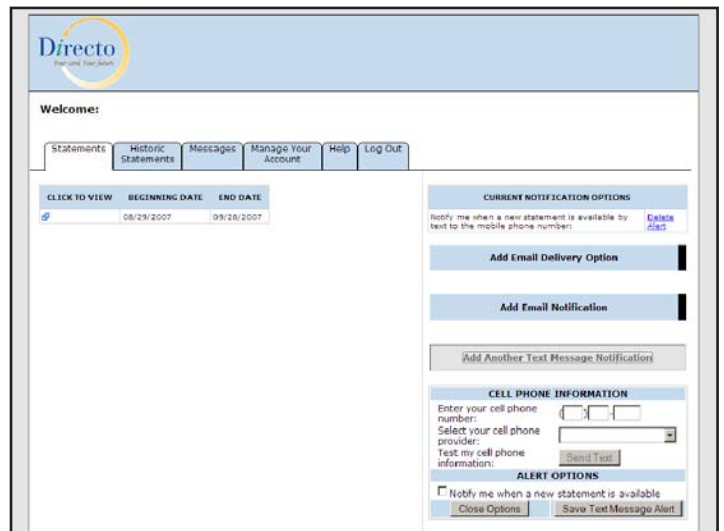 Directo
Your card. Your future.
Welcome:
Statements
Historic
Statements
Messages
Manage Your
Account
Help
Log Out
CLICK TO VIEW BEGINNING DATE END DATE
08/29/2007 09/28/2007
CURRENT NOTIFICATION OPTIONS
Notify me when a new statement is available by
text to the mobile phone number:
Delete
Alert
Add Email Delivery Option
Add Email Notification
Add Another Text Message Notification
CELL PHONE INFORMATION
Enter your cell phone
number:
( ) -
Select your cell phone
provider:
Test my cell phone
information:
Send Text
ALERT OPTIONS
Notify me when a new statement is available
Close Options Save Text Message Alert